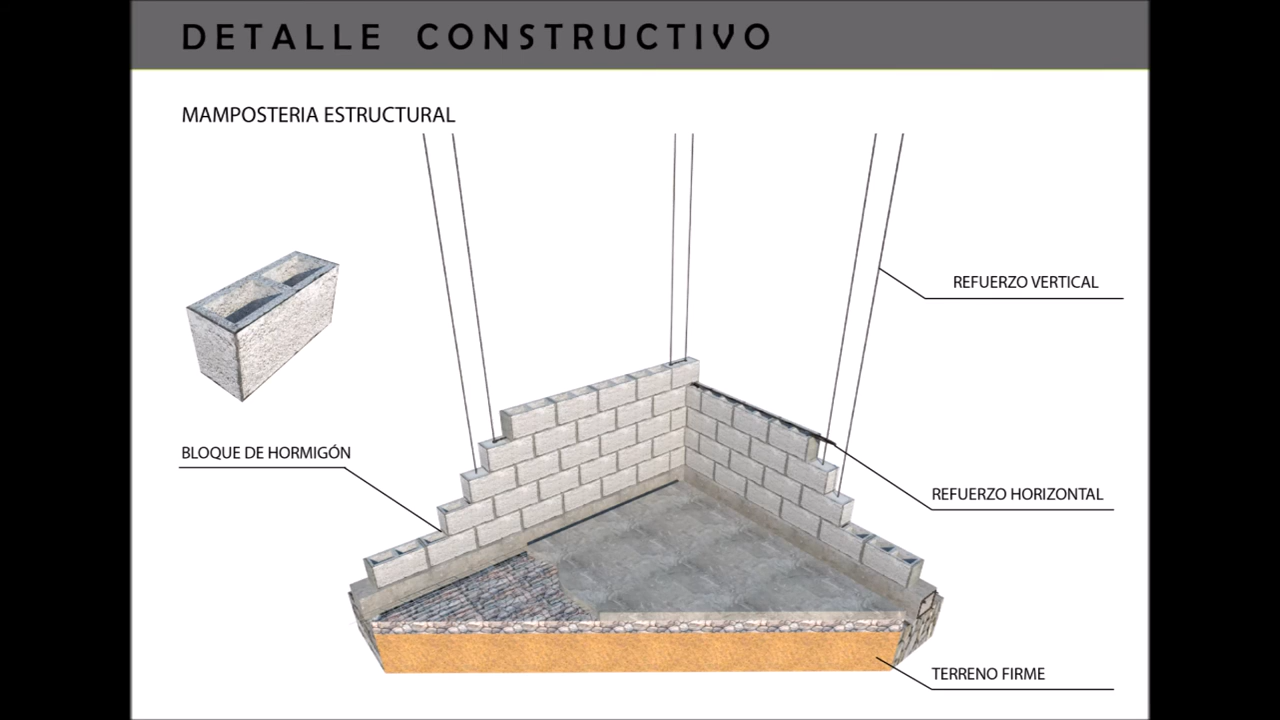 DETALLE CONSTRUCTIVO
MAMPOSTERIA ESTRUCTURAL
REFUERZO VERTICAL
BLOQUE DE HORMIGÓN
REFUERZO HORIZONTAL
TERRENO FIRME